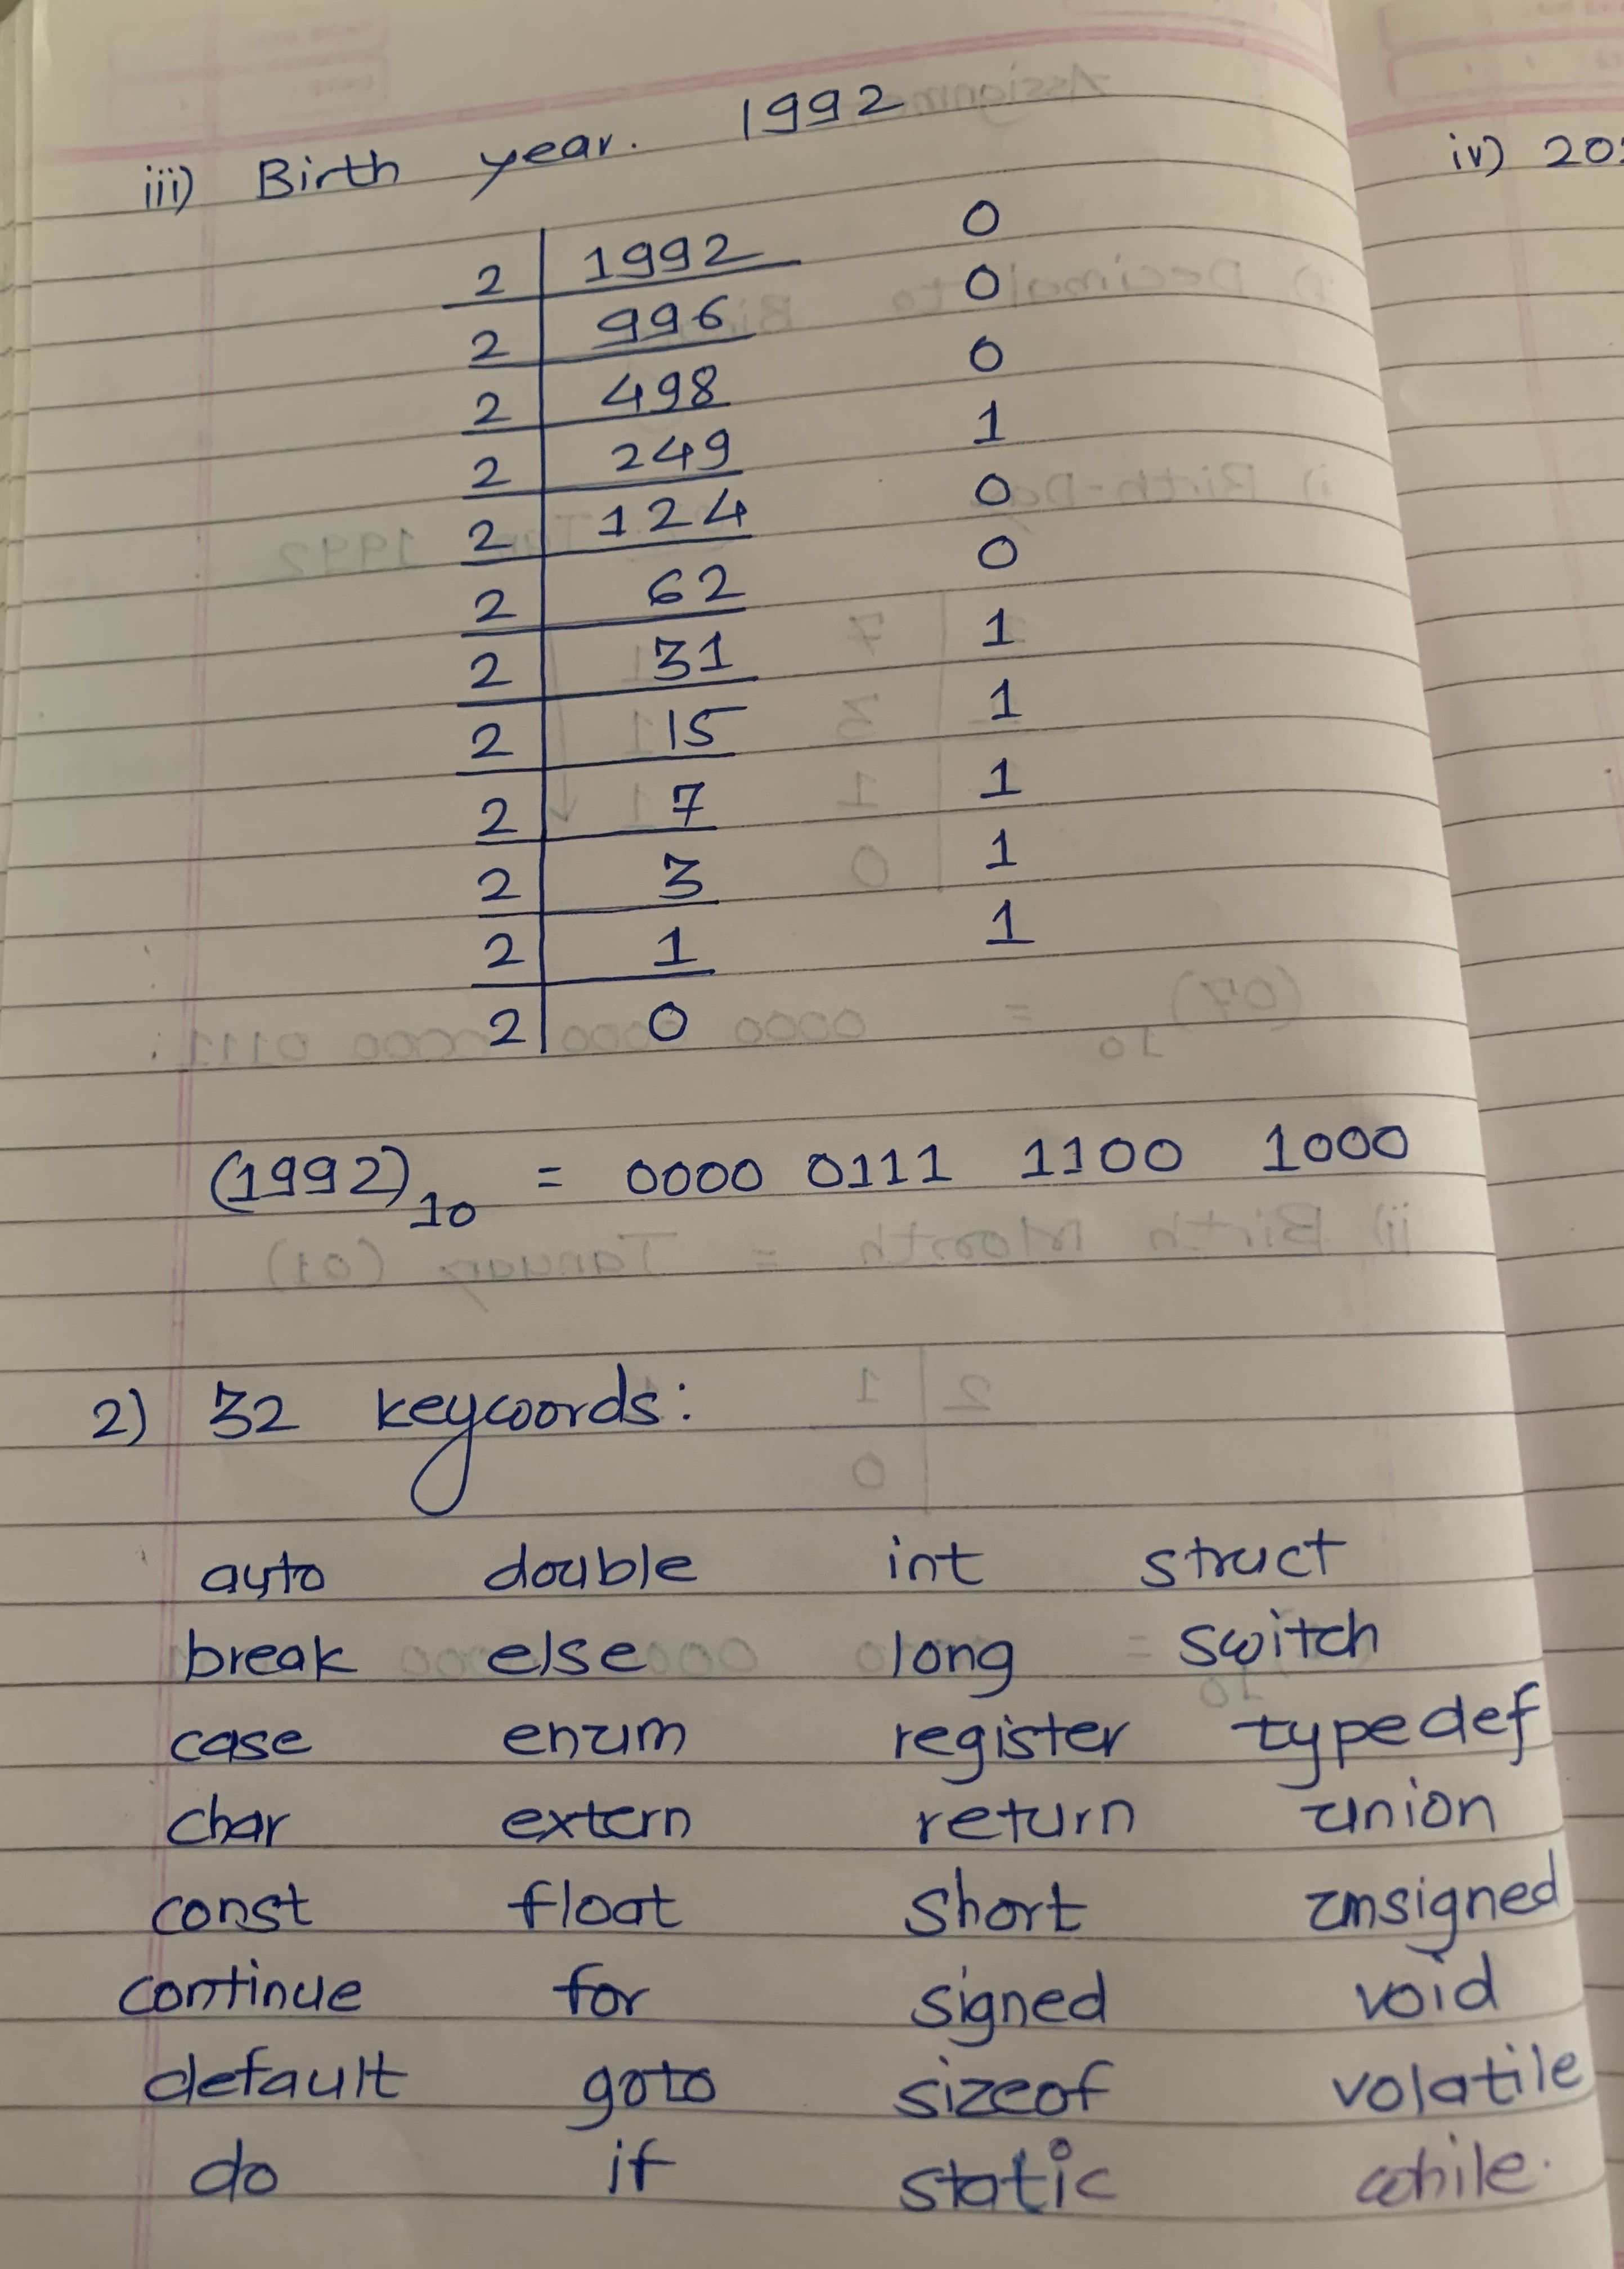 iii) Birth year. 1992
iv) 20
2 1992 0
2 996 0
2 498 0
2 249 1
2 124 0
2 62 0
2 31 1
2 15 1
2 7 1
2 3 1
2 1 1
2 0
(1992)10 = 0000 0111 1100 1000
2) 32 keywords:
auto double int struct
break else long switch
case enum register typedef
char extern return union
const float short unsigned
continue for signed void
default goto sizeof volatile
do if static while.